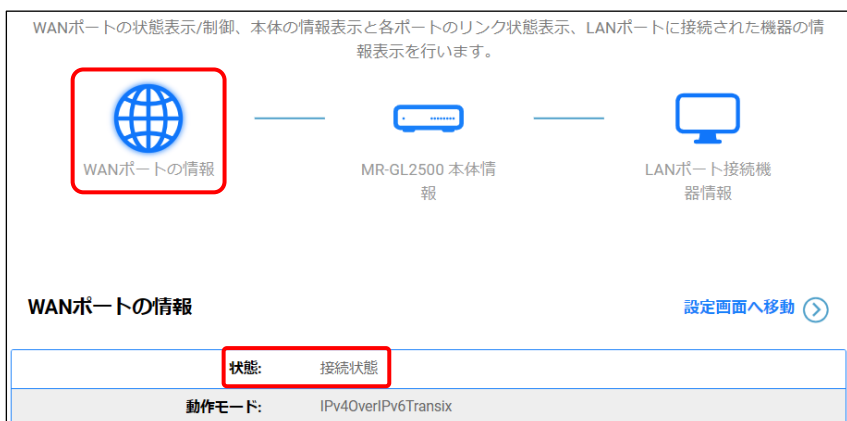 WANポートの状態表示/制御、本体の情報表示と各ポートのリンク状態表示、LANポートに接続された機器の情
報表示を行います。
WANポートの情報
MR-GL2500 本体情
報
LANポート接続機
器情報
WANポートの情報
設定画面へ移動
状態: 接続状態
動作モード: IPv4OverIPv6Transix